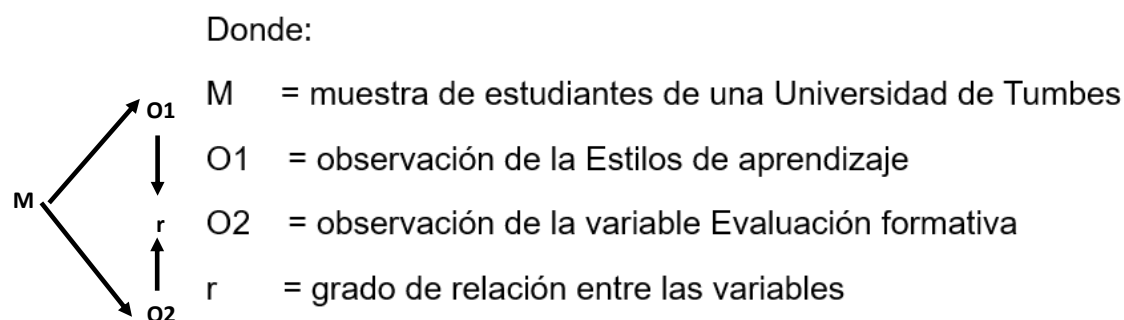 Donde:
M = muestra de estudiantes de una Universidad de Tumbes
O1 = observación de la Estilos de aprendizaje
O2 = observación de la variable Evaluación formativa
r = grado de relación entre las variables
O1
M
r
O2